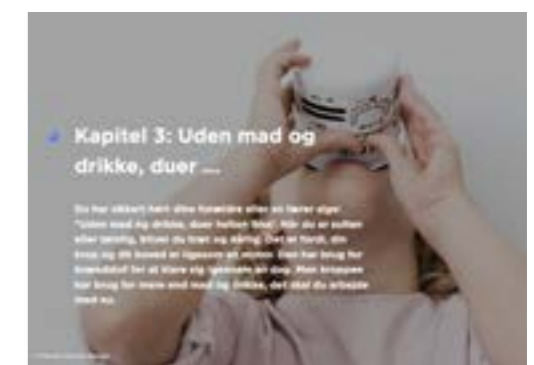 Kapitel 3: Uden mad og
drikke, duer ...
Du har sikkert hørt dine forældre eller en lærer sige:
"Uden mad og drikke, duer helten ikke". Når du er sulten
eller tørstig, bliver du træt og dårlig. Det er fordi, din
krop og dit hoved er ligesom en motor. Den har brug for
brændstof for at klare sig igennem en dag. Men kroppen
har brug for mere end mad og drikke, det skal du arbejde
med nu.